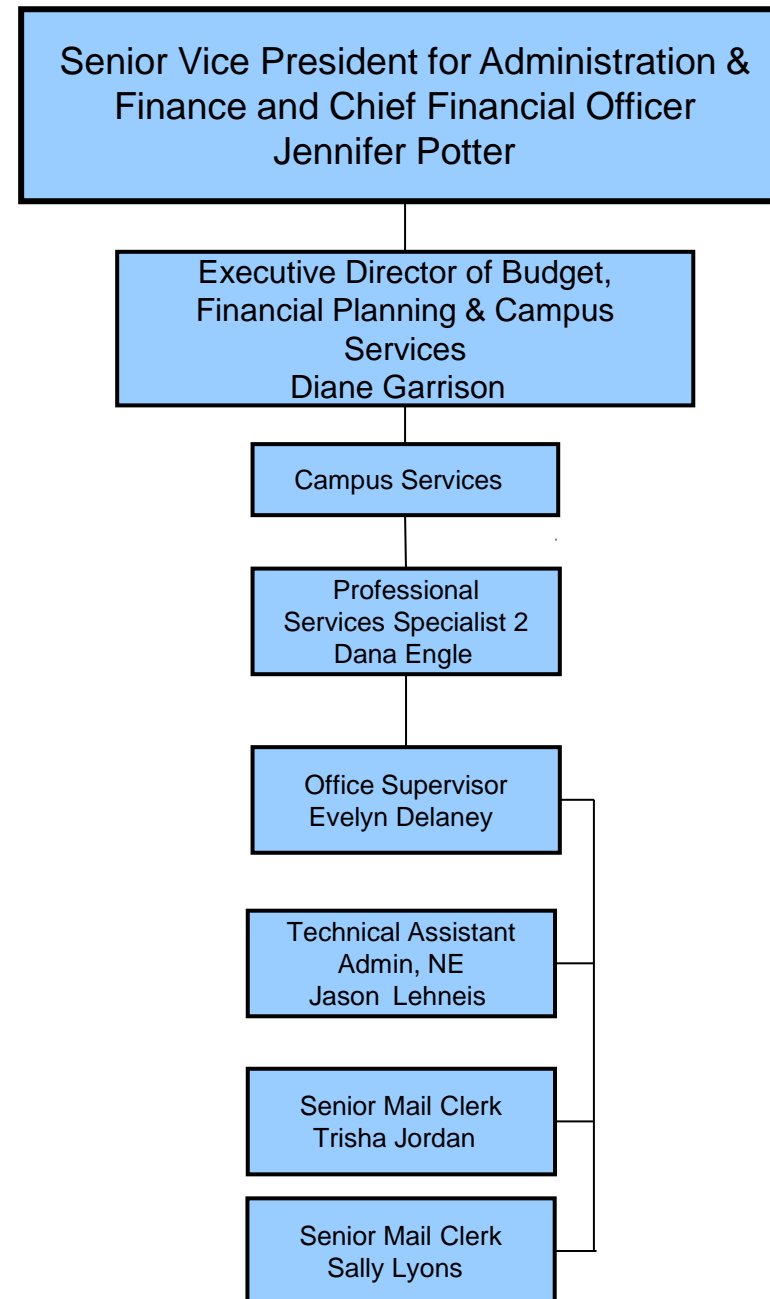 Senior Vice President for Administration &
Finance and Chief Financial Officer
Jennifer Potter
Executive Director of Budget,
Financial Planning & Campus
Services
Diane Garrison
Campus Services
Professional
Services Specialist 2
Dana Engle
Office Supervisor
Evelyn Delaney
Technical Assistant
Admin, NE
Jason Lehneis
Senior Mail Clerk
Trisha Jordan
Senior Mail Clerk
Sally Lyons